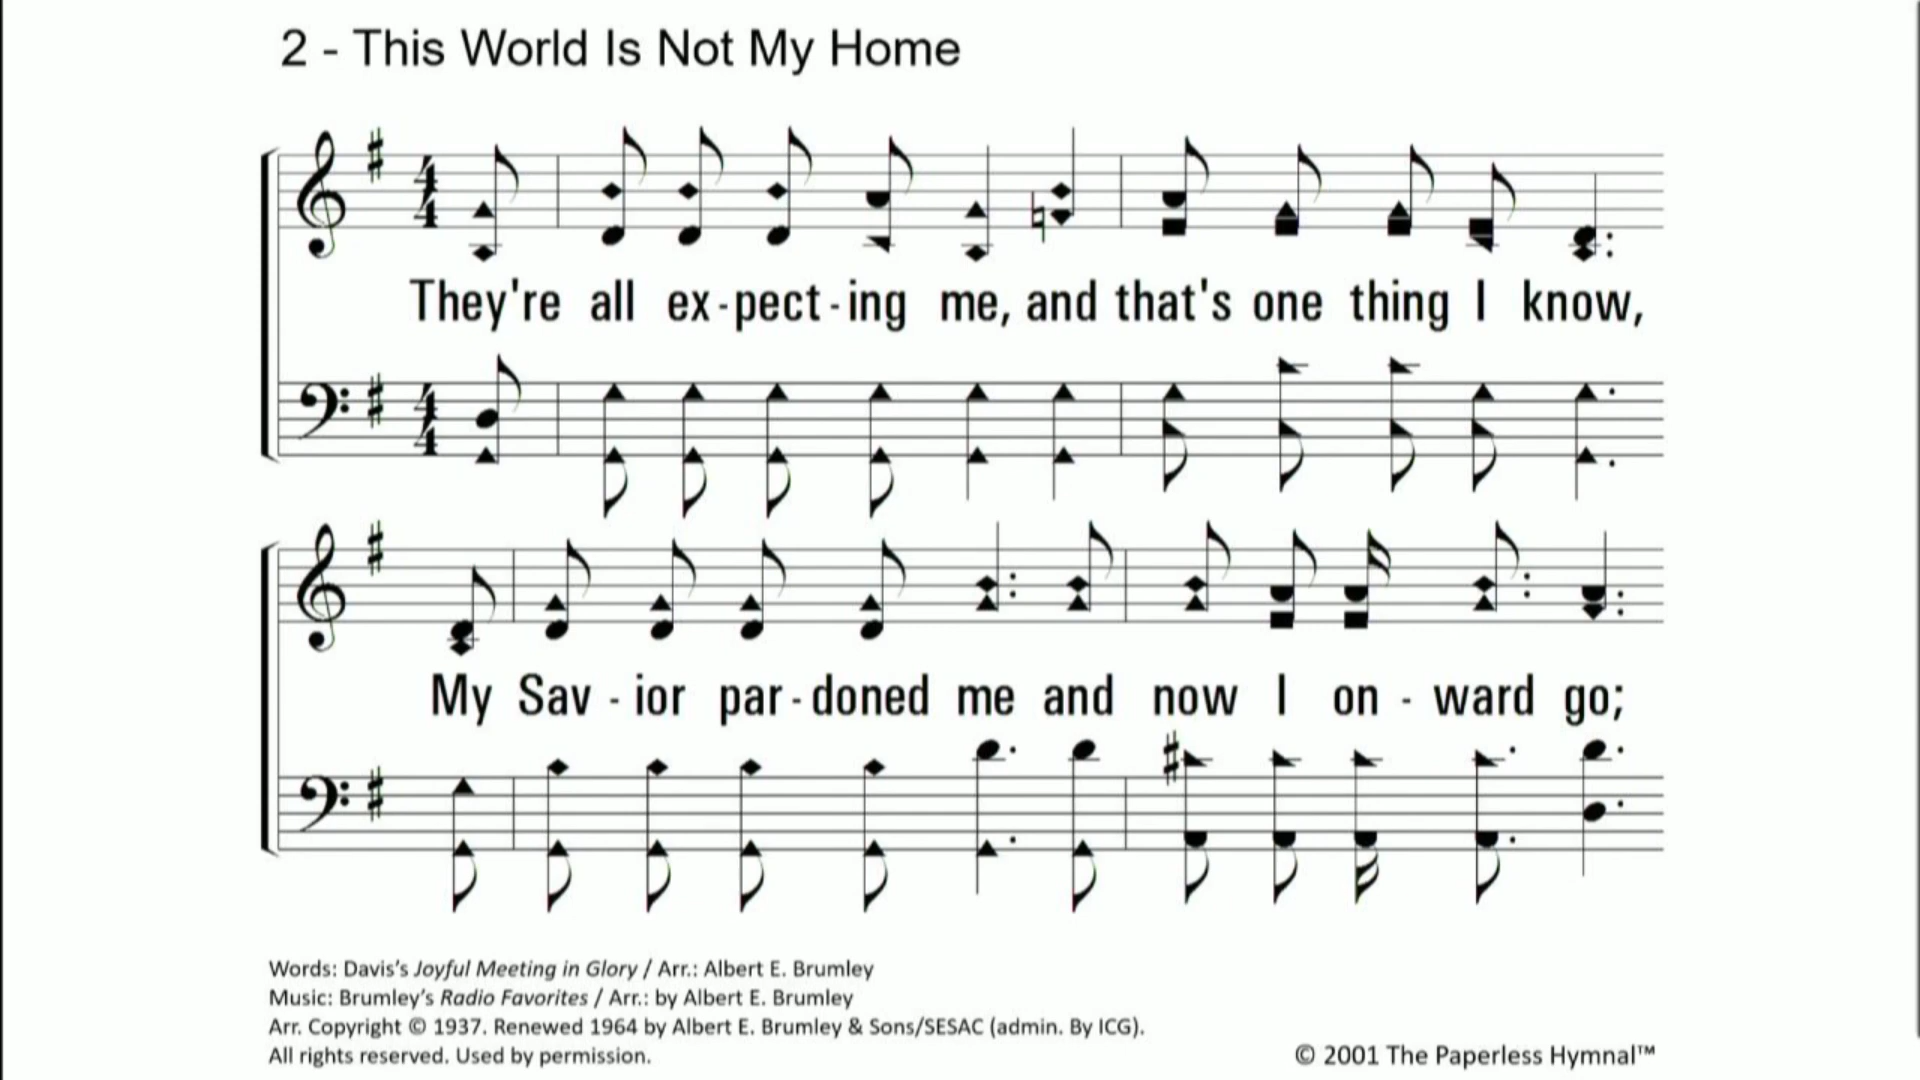 2 - This World Is Not My Home
They're all ex-pect-ing me, and that's one thing I know,
My Sav - ior par-doned me and now I on - ward go;
Words: Davis's Joyful Meeting in Glory / Arr.: Albert E. Brumley
Music: Brumley's Radio Favorites / Arr.: by Albert E. Brumley
Arr. Copyright © 1937. Renewed 1964 by Albert E. Brumley & Sons/SESAC (admin. By ICG).
All rights reserved. Used by permission.
© 2001 The Paperless Hymnal™